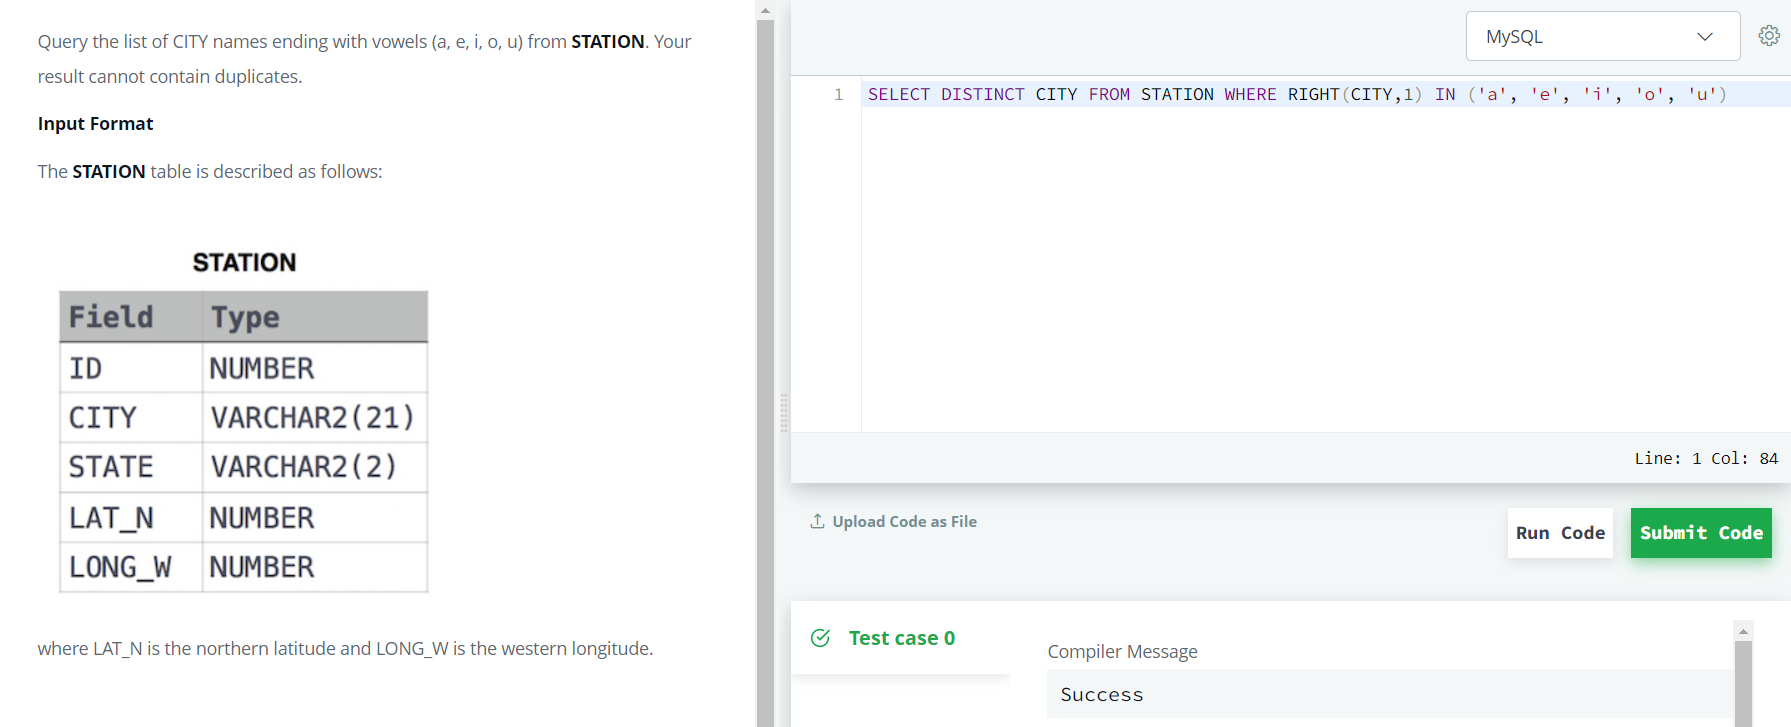 Query the list of CITY names ending with vowels (a, e, i, o, u) from STATION. Your
result cannot contain duplicates.
Input Format
The STATION table is described as follows:
STATION
Field Type
ID NUMBER
CITY VARCHAR2(21)
STATE VARCHAR2(2)
LAT_N NUMBER
LONG_W NUMBER
where LAT_N is the northern latitude and LONG_W is the western longitude.
MySQL
1 SELECT DISTINCT CITY FROM STATION WHERE RIGHT(CITY,1) IN ('a', 'e', 'i', 'o', 'u')
Line: 1 Col: 84
Upload Code as File
Run Code
Submit Code
Test case 0
Compiler Message
Success